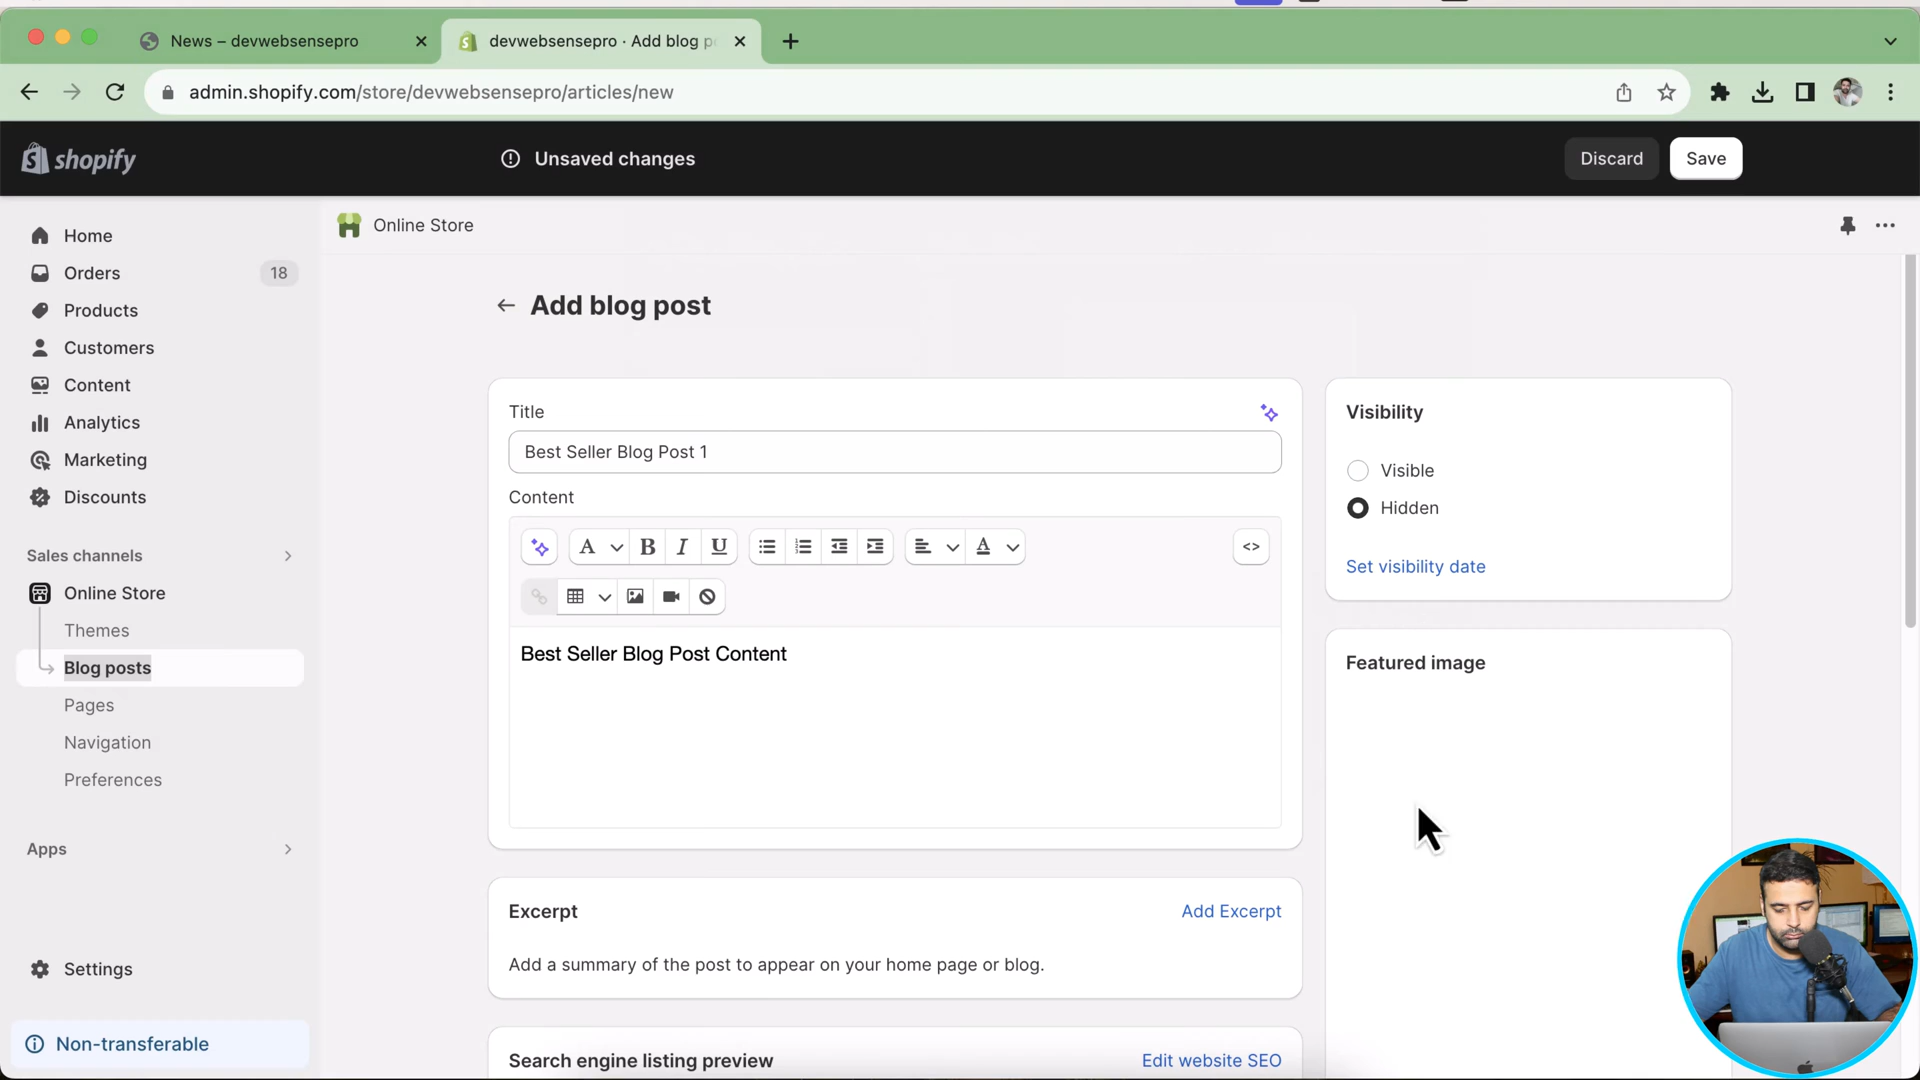 News – devwebsensepro
devwebsensepro · Add blog p
admin.shopify.com/store/devwebsensepro/articles/new
shopify
Unsaved changes
Discard
Save
Home
Orders
18
Products
Customers
Content
Analytics
Marketing
Discounts
Sales channels
Online Store
Themes
Blog posts
Pages
Navigation
Preferences
Apps
Settings
Non-transferable
Online Store
Add blog post
Title
Best Seller Blog Post 1
Content
A
B
I
U
A
<>
Best Seller Blog Post Content
Excerpt
Add Excerpt
Add a summary of the post to appear on your home page or blog.
Search engine listing preview
Edit website SEO
Visibility
Visible
Hidden
Set visibility date
Featured image